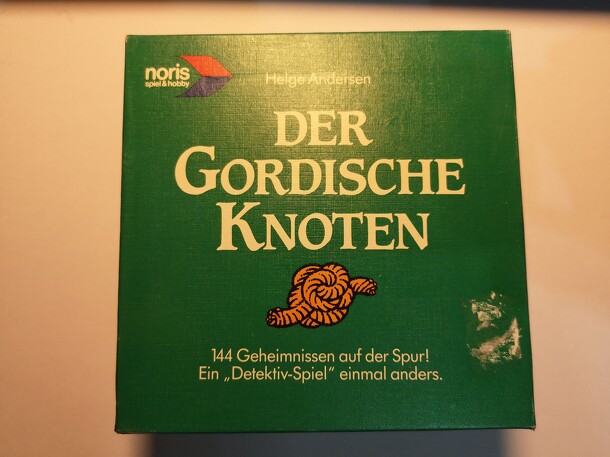 noris
spiel & hobby
Helge Andersen
DER
GORDISCHE
KNOTEN
144 Geheimnissen auf der Spur!
Ein „Detektiv-Spiel" einmal anders.